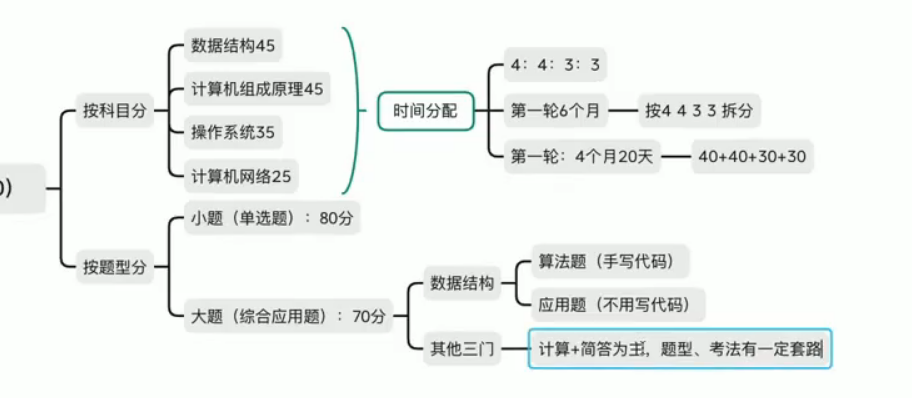 0)
按科目分
数据结构45
计算机组成原理45
操作系统35
计算机网络25
时间分配
4：4：3：3
第一轮6个月
按4 4 3 3 拆分
第一轮：4个月20天
40+40+30+30
按题型分
小题（单选题）：80分
大题（综合应用题）：70分
数据结构
算法题（手写代码）
应用题（不用写代码）
其他三门
计算+简答为主，题型、考法有一定套路